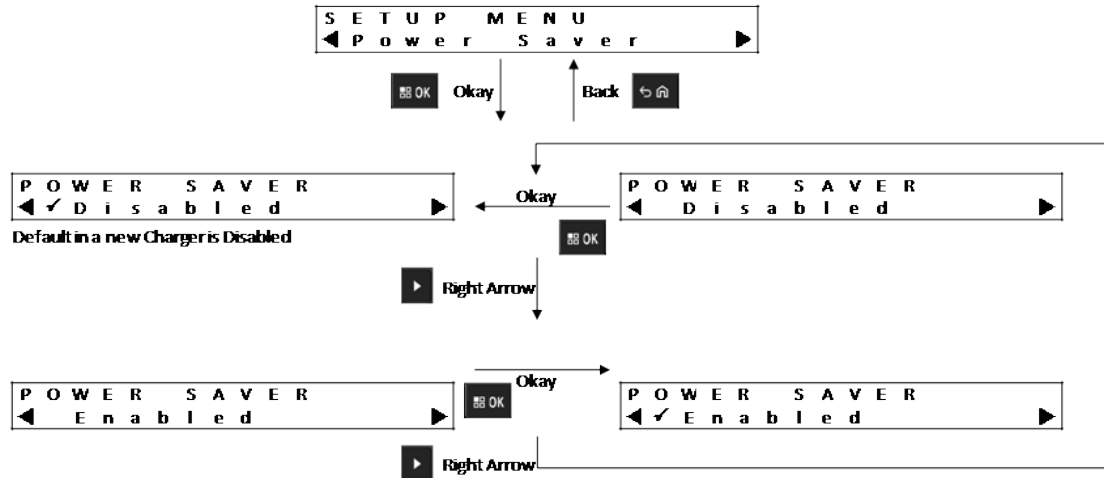 SETUP MENU
◀ Power Saver ▶
OK Okay Back
POWER SAVER
◀ ✓ Disabled ▶
Default in a new Charger is Disabled
Okay
OK
POWER SAVER
◀ Disabled ▶
Right Arrow
POWER SAVER
◀ Enabled ▶
OK Okay
POWER SAVER
◀ ✓ Enabled ▶
Right Arrow